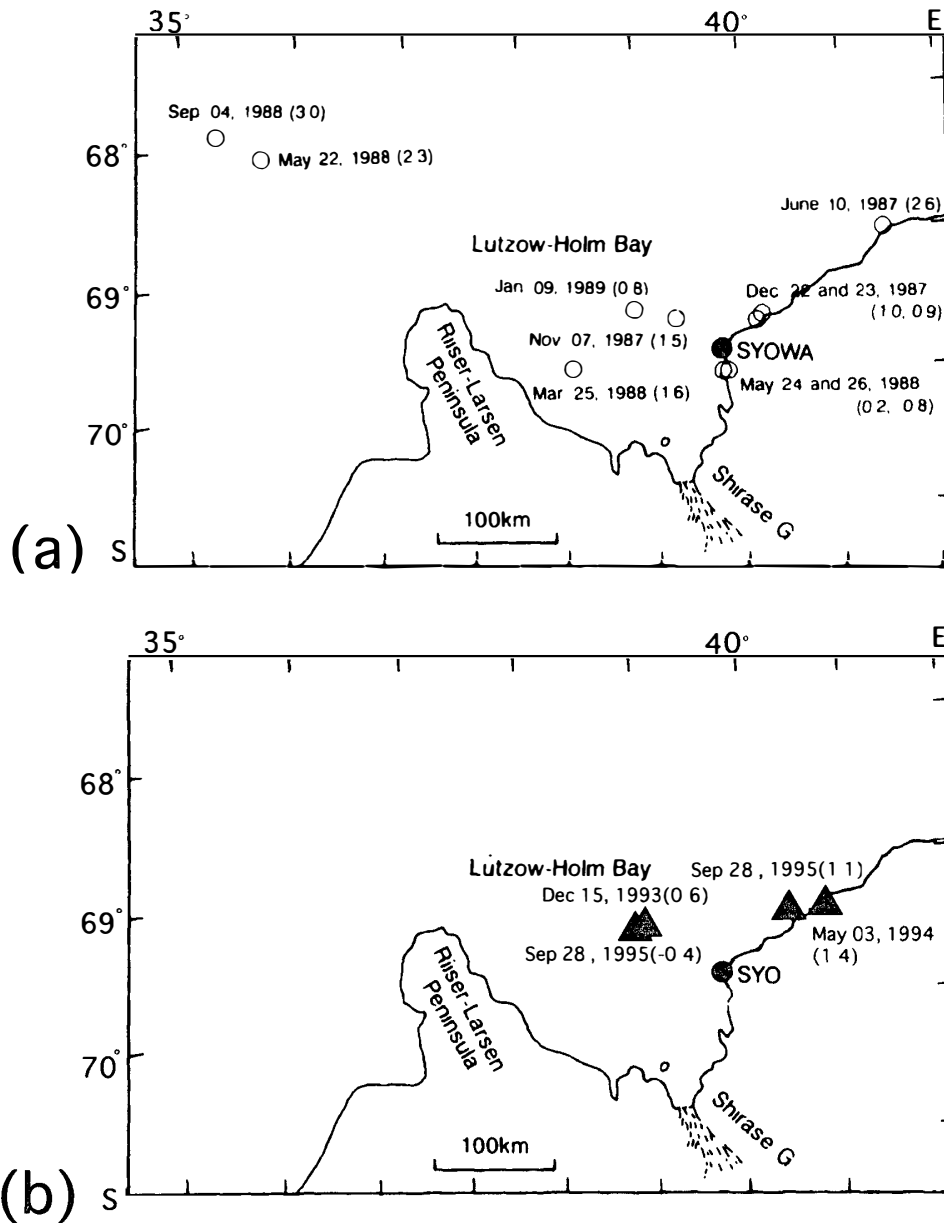 35° 40° E
Sep 04, 1988 (3 0)
68°
May 22, 1988 (2 3)
June 10, 1987 (2 6)
Lutzow-Holm Bay
69°
Jan 09, 1989 (0 8)
Dec 22 and 23, 1987
(1 0, 0 9)
Nov 07, 1987 (1 5)
SYOWA
Mar 25, 1988 (1 6)
May 24 and 26, 1988
(0 2, 0 8)
Riiser-Larsen
Peninsula
70°
Shirase G
100km
(a)
S
35° 40° E
68°
Lutzow-Holm Bay
Sep 28 , 1995(1 1)
Dec 15, 1993(0 6)
69°
May 03, 1994
(1 4)
Sep 28 , 1995(-0 4)
SYO
Riiser-Larsen
Peninsula
70°
Shirase G
100km
(b)
S